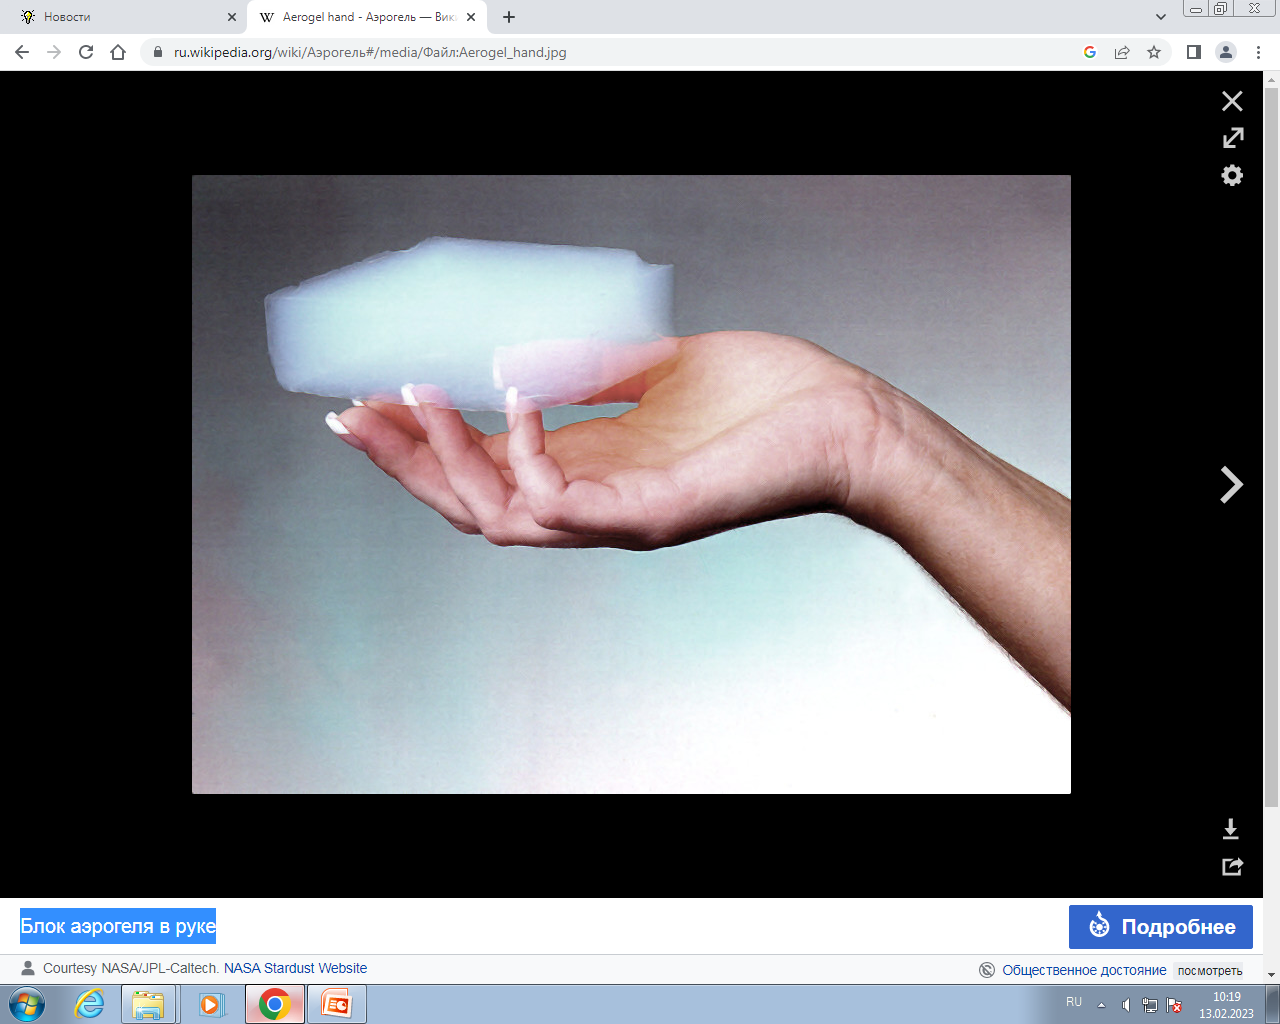 Новости
Aerogel hand - Аэрогель — Вик
ru.wikipedia.org/wiki/Аэрогель#/media/Файл:Aerogel_hand.jpg
Блок аэрогеля в руке
Подробнее
Courtesy NASA/JPL-Caltech. NASA Stardust Website
Общественное достояние посмотреть
RU
10:19
13.02.2023